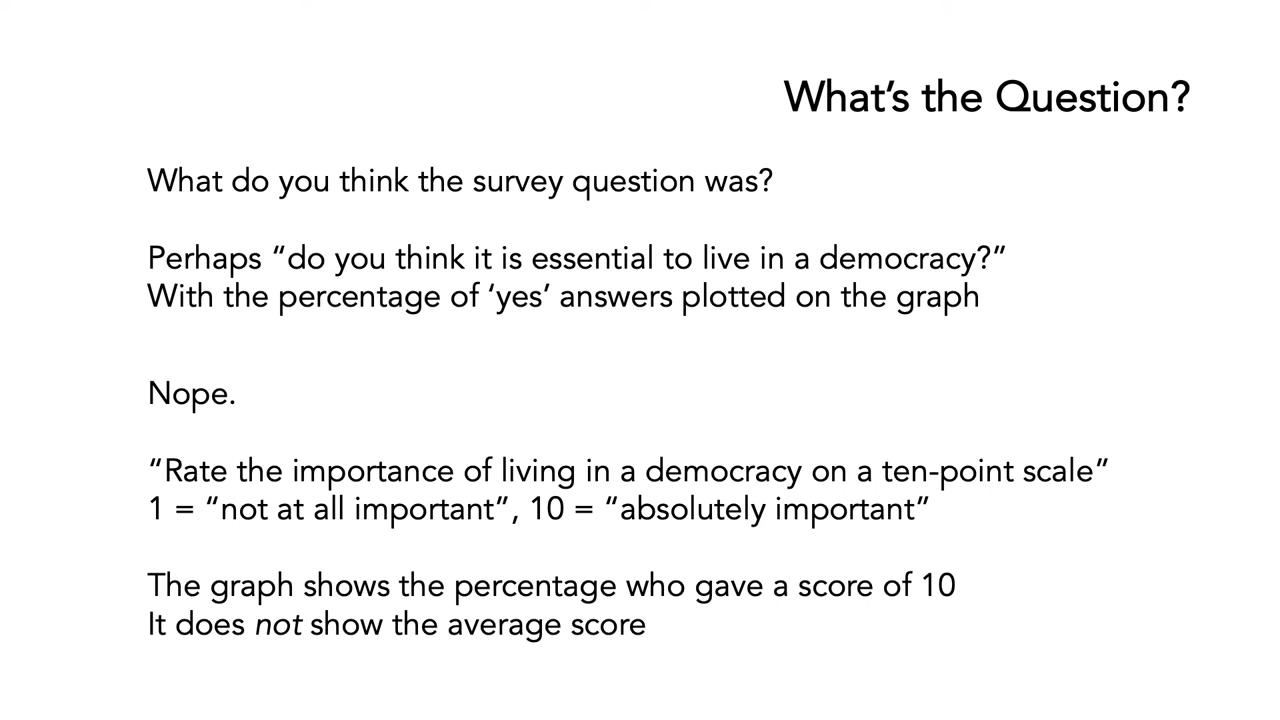 What’s the Question?
What do you think the survey question was?
Perhaps “do you think it is essential to live in a democracy?”
With the percentage of ‘yes’ answers plotted on the graph
Nope.
“Rate the importance of living in a democracy on a ten-point scale”
1 = “not at all important”, 10 = “absolutely important”
The graph shows the percentage who gave a score of 10
It does not show the average score